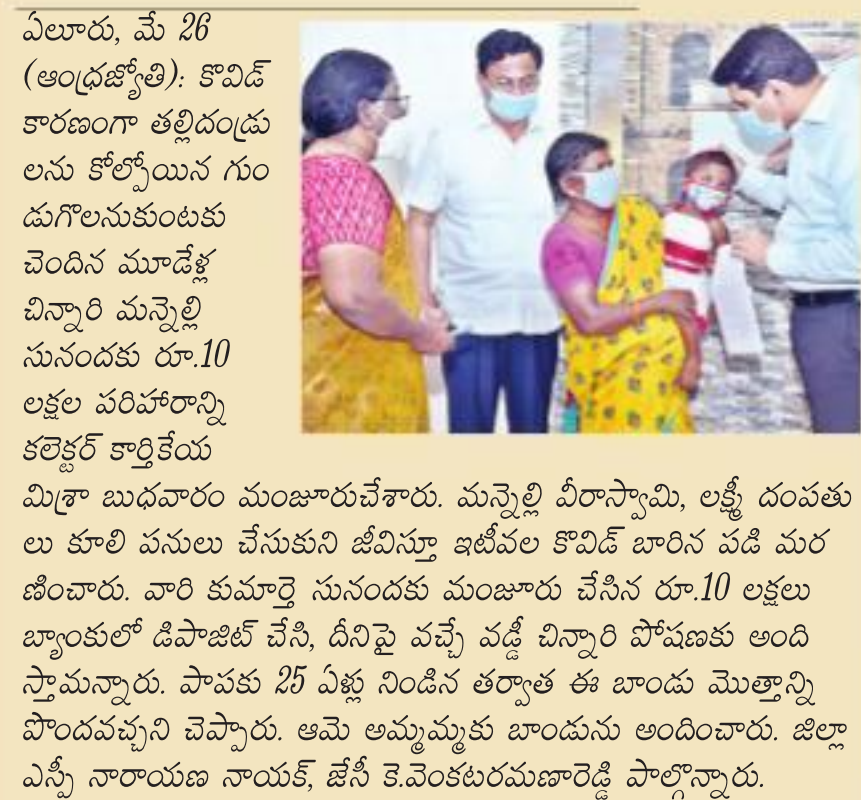 ఏలూరు, మే 26
(ఆంధ్రజ్యోతి): కొవిడ్
కారణంగా తల్లిదండ్రు
లను కోల్పోయిన గుం
డుగొలనుకుంటకు
చెందిన మూడేళ్ల
చిన్నారి మన్నెల్లి
సునందకు రూ.10
లక్షల పరిహారాన్ని
కలెక్టర్ కార్తికేయ
మిశ్రా బుధవారం మంజూరుచేశారు. మన్నెల్లి వీరాస్వామి, లక్ష్మీ దంపతు
లు కూలి పనులు చేసుకుని జీవిస్తూ ఇటీవల కొవిడ్ బారిన పడి మర
ణించారు. వారి కుమార్తె సునందకు మంజూరు చేసిన రూ.10 లక్షలు
బ్యాంకులో డిపాజిట్ చేసి, దీనిపై వచ్చే వడ్డీ చిన్నారి పోషణకు అంది
స్తామన్నారు. పాపకు 25 ఏళ్లు నిండిన తర్వాత ఈ బాండు మొత్తాన్ని
పొందవచ్చని చెప్పారు. ఆమె అమ్మమ్మకు బాండును అందించారు. జిల్లా
ఎస్పీ నారాయణ నాయక్, జేసీ కె.వెంకటరమణారెడ్డి పాల్గొన్నారు.